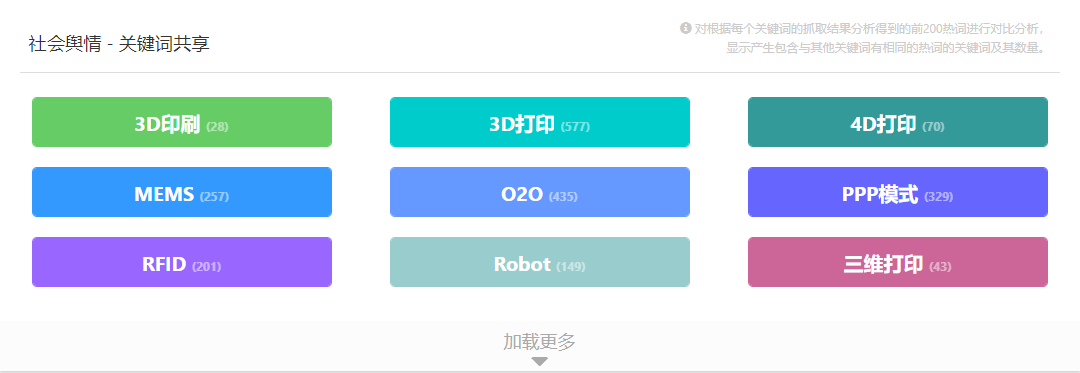 社会舆情 - 关键词共享
对根据每个关键词的抓取结果分析得到的前200热词进行对比分析，
显示产生包含与其他关键词有相同的热词的关键词及其数量。
3D印刷 (28)
3D打印 (577)
4D打印 (70)
MEMS (257)
O2O (435)
PPP模式 (329)
RFID (201)
Robot (149)
三维打印 (43)
加载更多